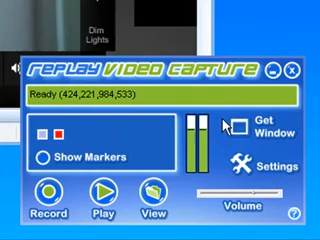 Dim
Lights
REPLAY VIDEO CAPTURE
Ready (424,221,984,533)
Get
Window
Show Markers
Settings
Record
Play
View
Volume
?